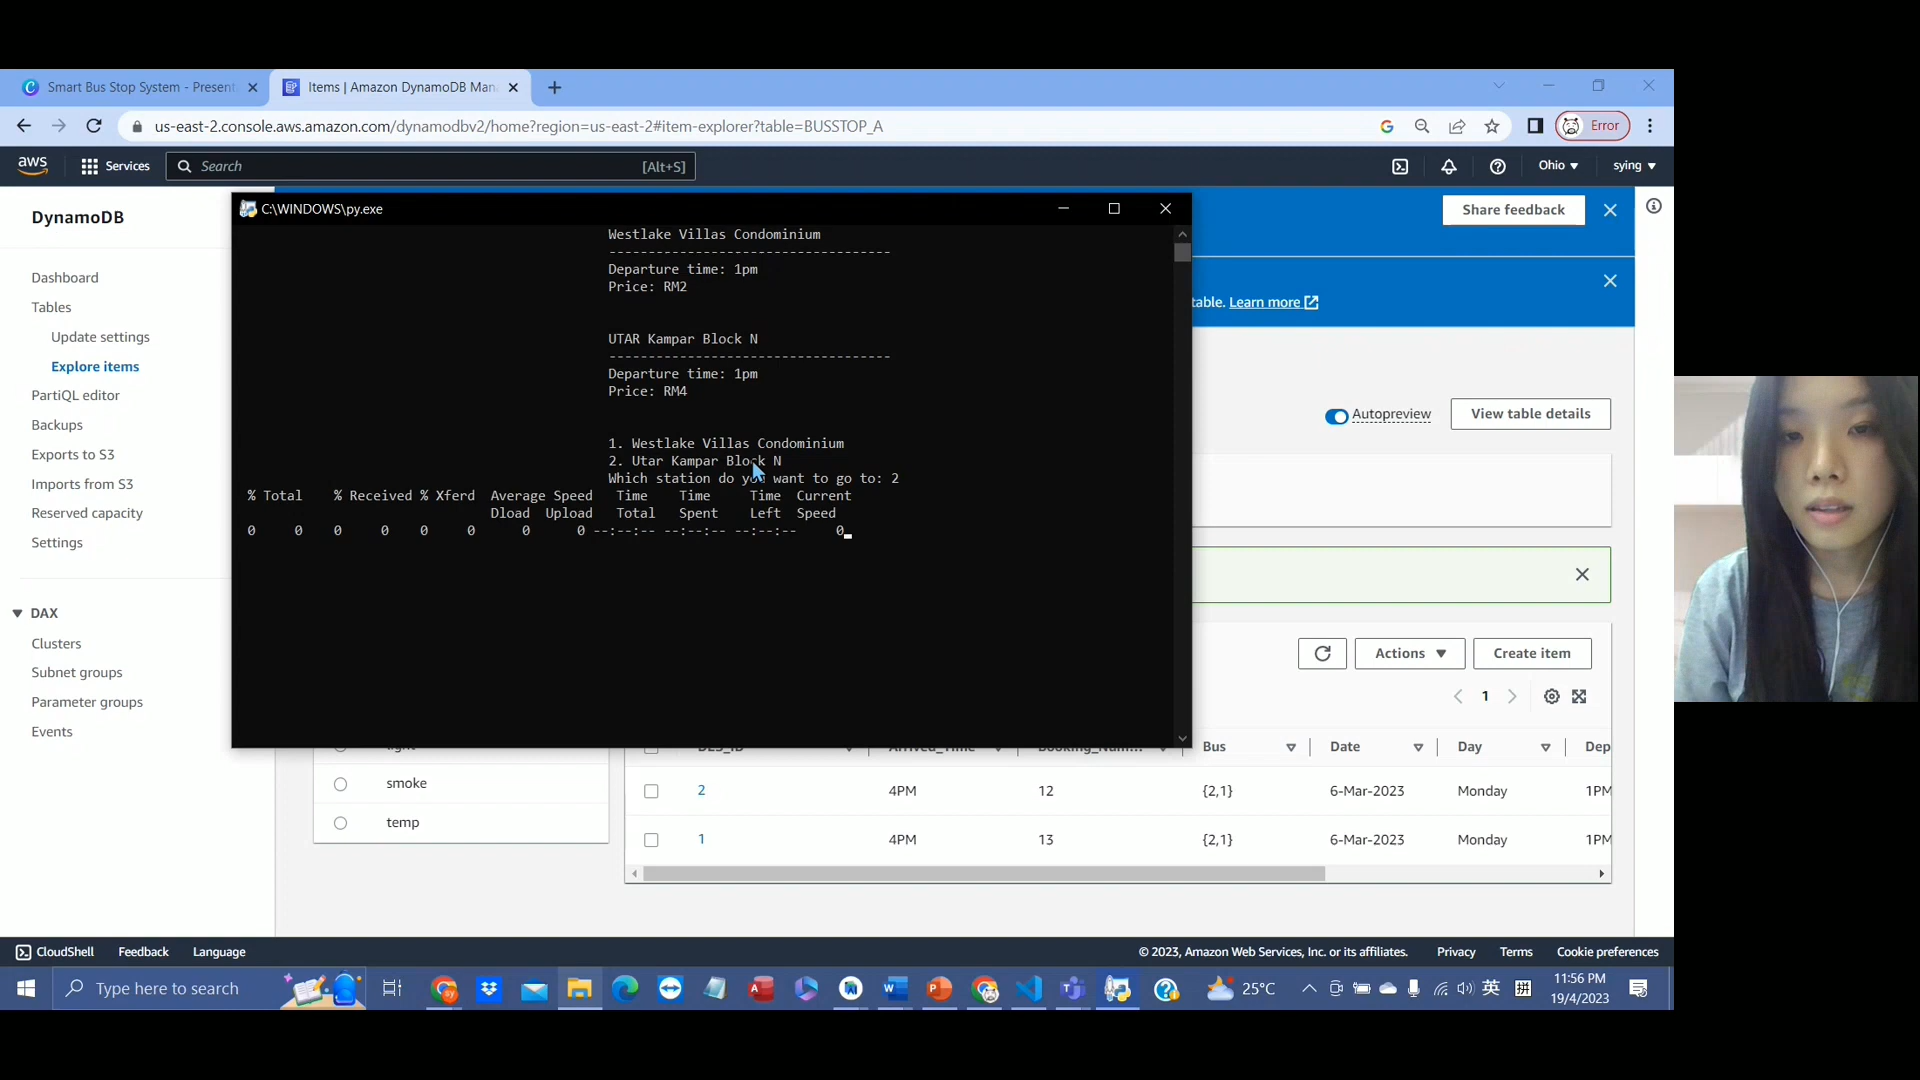 Smart Bus Stop System - Present
Items | Amazon DynamoDB Man
us-east-2.console.aws.amazon.com/dynamodbv2/home?region=us-east-2#item-explorer?table=BUSSTOP_A
Error
aws
Services
Search
[Alt+S]
Ohio
sying
DynamoDB
Dashboard
Tables
Update settings
Explore items
PartiQL editor
Backups
Exports to S3
Imports from S3
Reserved capacity
Settings
DAX
Clusters
Subnet groups
Parameter groups
Events
C:\WINDOWS\py.exe
Westlake Villas Condominium
------------------------------------
Departure time: 1pm
Price: RM2
UTAR Kampar Block N
------------------------------------
Departure time: 1pm
Price: RM4
1. Westlake Villas Condominium
2. Utar Kampar Block N
Which station do you want to go to: 2
% Total % Received % Xferd Average Speed Time Time Time Current
Dload Upload Total Spent Left Speed
0 0 0 0 0 0 0 0 --:--:-- --:--:-- --:--:-- 0
Share feedback
table. Learn more
Autopreview
View table details
Actions
Create item
1
Bus Date Day Dep
2 4PM 12 {2,1} 6-Mar-2023 Monday 1PM
1 4PM 13 {2,1} 6-Mar-2023 Monday 1PM
smoke
temp
CloudShell Feedback Language
© 2023, Amazon Web Services, Inc. or its affiliates. Privacy Terms Cookie preferences
Type here to search
25°C
英
拼
11:56 PM
19/4/2023